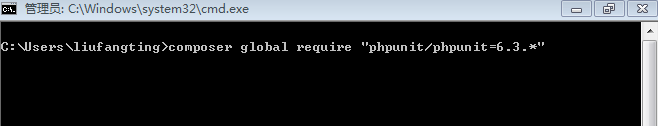 管理员: C:\Windows\system32\cmd.exe
C:\Users\liufangting>composer global require "phpunit/phpunit=6.3.*"